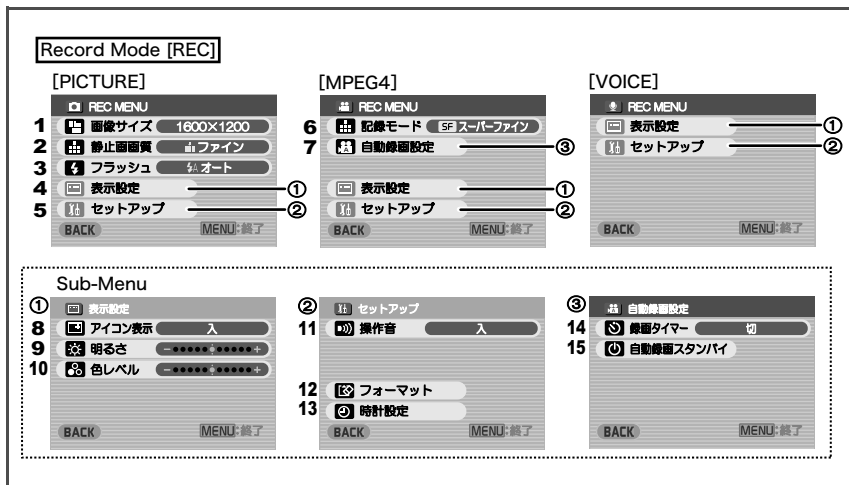 Record Mode [REC]
[PICTURE]
REC MENU
1 画像サイズ 1600×1200
2 静止画画質 ファイン
3 フラッシュ オート
4 表示設定 ①
5 セットアップ ②
BACK MENU:終了
[MPEG4]
REC MENU
6 記録モード SF スーパーファイン
7 自動録画設定 ③
表示設定 ①
セットアップ ②
BACK MENU:終了
[VOICE]
REC MENU
表示設定 ①
セットアップ ②
BACK MENU:終了
Sub-Menu
① 表示設定
8 アイコン表示 入
9 明るさ - +
10 色レベル - +
BACK MENU:終了
② セットアップ
11 操作音 入
12 フォーマット
13 時計設定
BACK MENU:終了
③ 自動録画設定
14 録画タイマー 切
15 自動録画スタンバイ
BACK MENU:終了